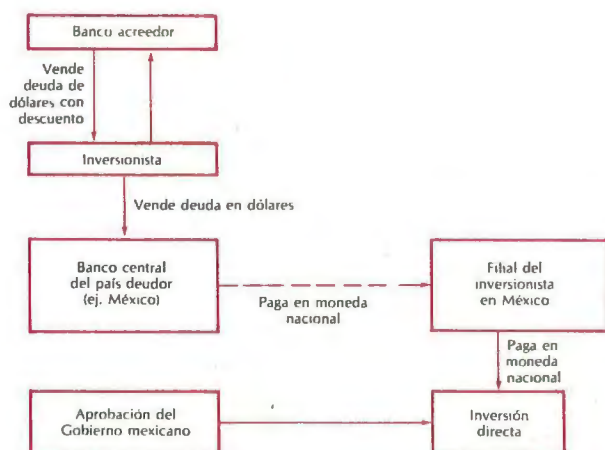 Banco acreedor
Vende
deuda de
dólares con
descuento
Inversionista
Vende deuda en dólares
Banco central
del país deudor
(ej. México)
Paga en moneda
nacional
Filial del
inversionista
en México
Paga en
moneda
nacional
Aprobación del
Gobierno mexicano
Inversión
directa